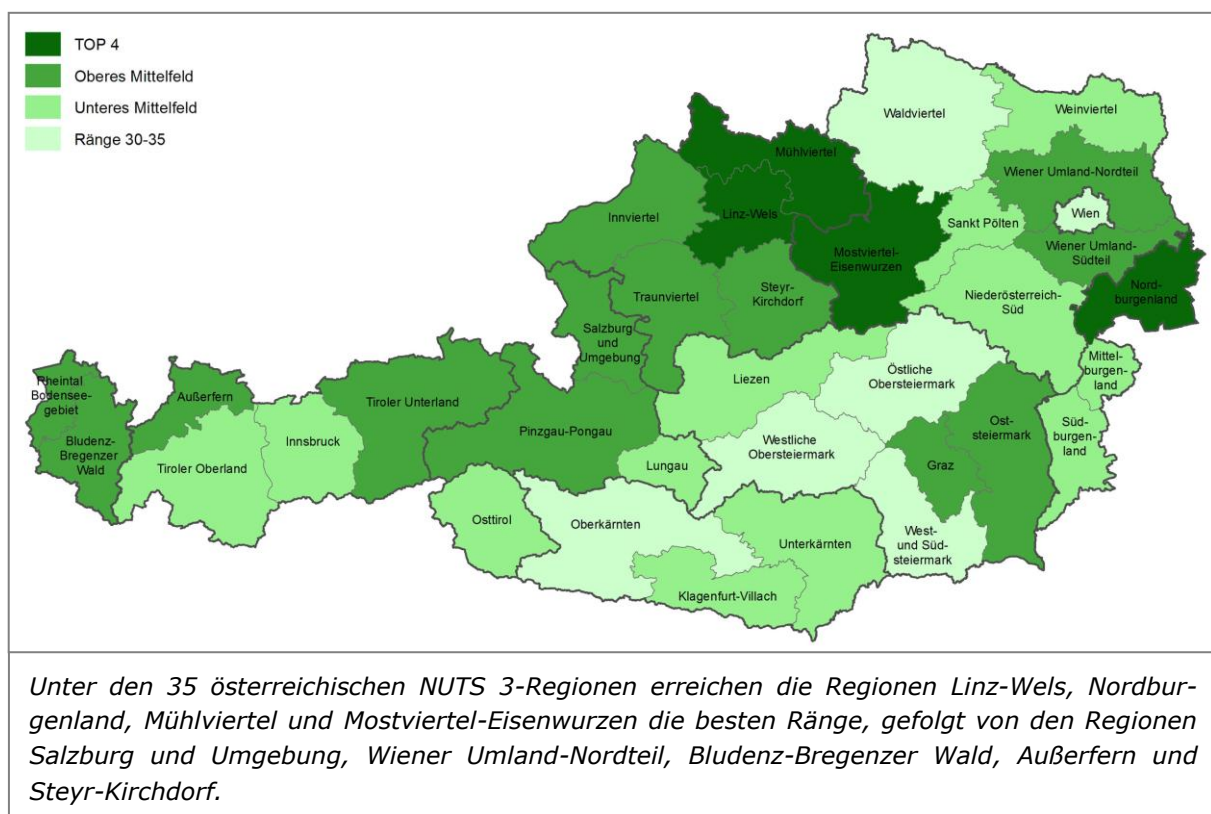 TOP 4
Oberes Mittelfeld
Unteres Mittelfeld
Ränge 30-35
Waldviertel
Weinviertel
Mühlviertel
Wiener Umland-Nordteil
Innviertel
Linz-Wels
Wien
Sankt Pölten
Mostviertel-
Eisenwurzen
Wiener Umland-
Südteil
Nord-
burgenland
Traunviertel
Steyr-
Kirchdorf
Niederösterreich-
Süd
Salzburg
und
Umgebung
Mittel-
burgen-
land
Rheintal
Bodensee-
gebiet
Außerfern
Tiroler Unterland
Liezen
Östliche
Obersteiermark
Bludenz-
Bregenzer
Wald
Innsbruck
Pinzgau-Pongau
Ost-
steiermark
Süd-
burgen-
land
Tiroler Oberland
Lungau
Westliche
Obersteiermark
Graz
Osttirol
Oberkärnten
Unterkärnten
West-
und Süd-
steiermark
Klagenfurt-Villach
Unter den 35 österreichischen NUTS 3-Regionen erreichen die Regionen Linz-Wels, Nordbur-
genland, Mühlviertel und Mostviertel-Eisenwurzen die besten Ränge, gefolgt von den Regionen
Salzburg und Umgebung, Wiener Umland-Nordteil, Bludenz-Bregenzer Wald, Außerfern und
Steyr-Kirchdorf.